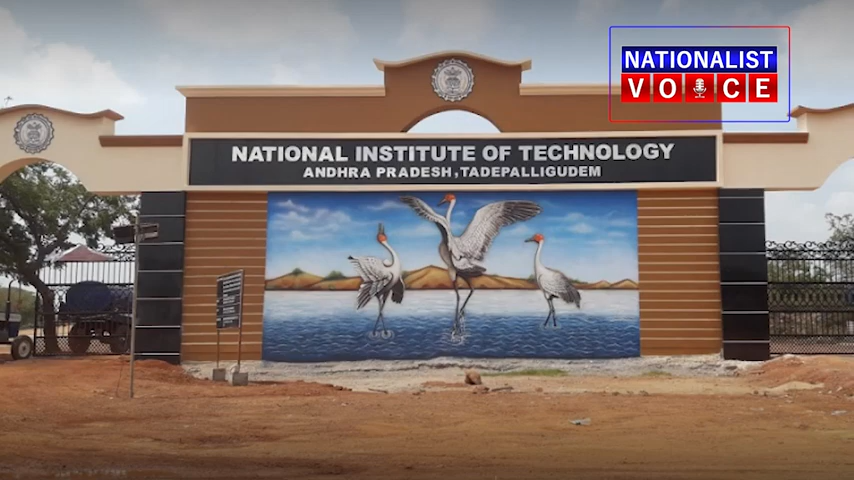 NATIONALIST
VOICE
NATIONAL INSTITUTE OF TECHNOLOGY
ANDHRA PRADESH, TADEPALLIGUDEM